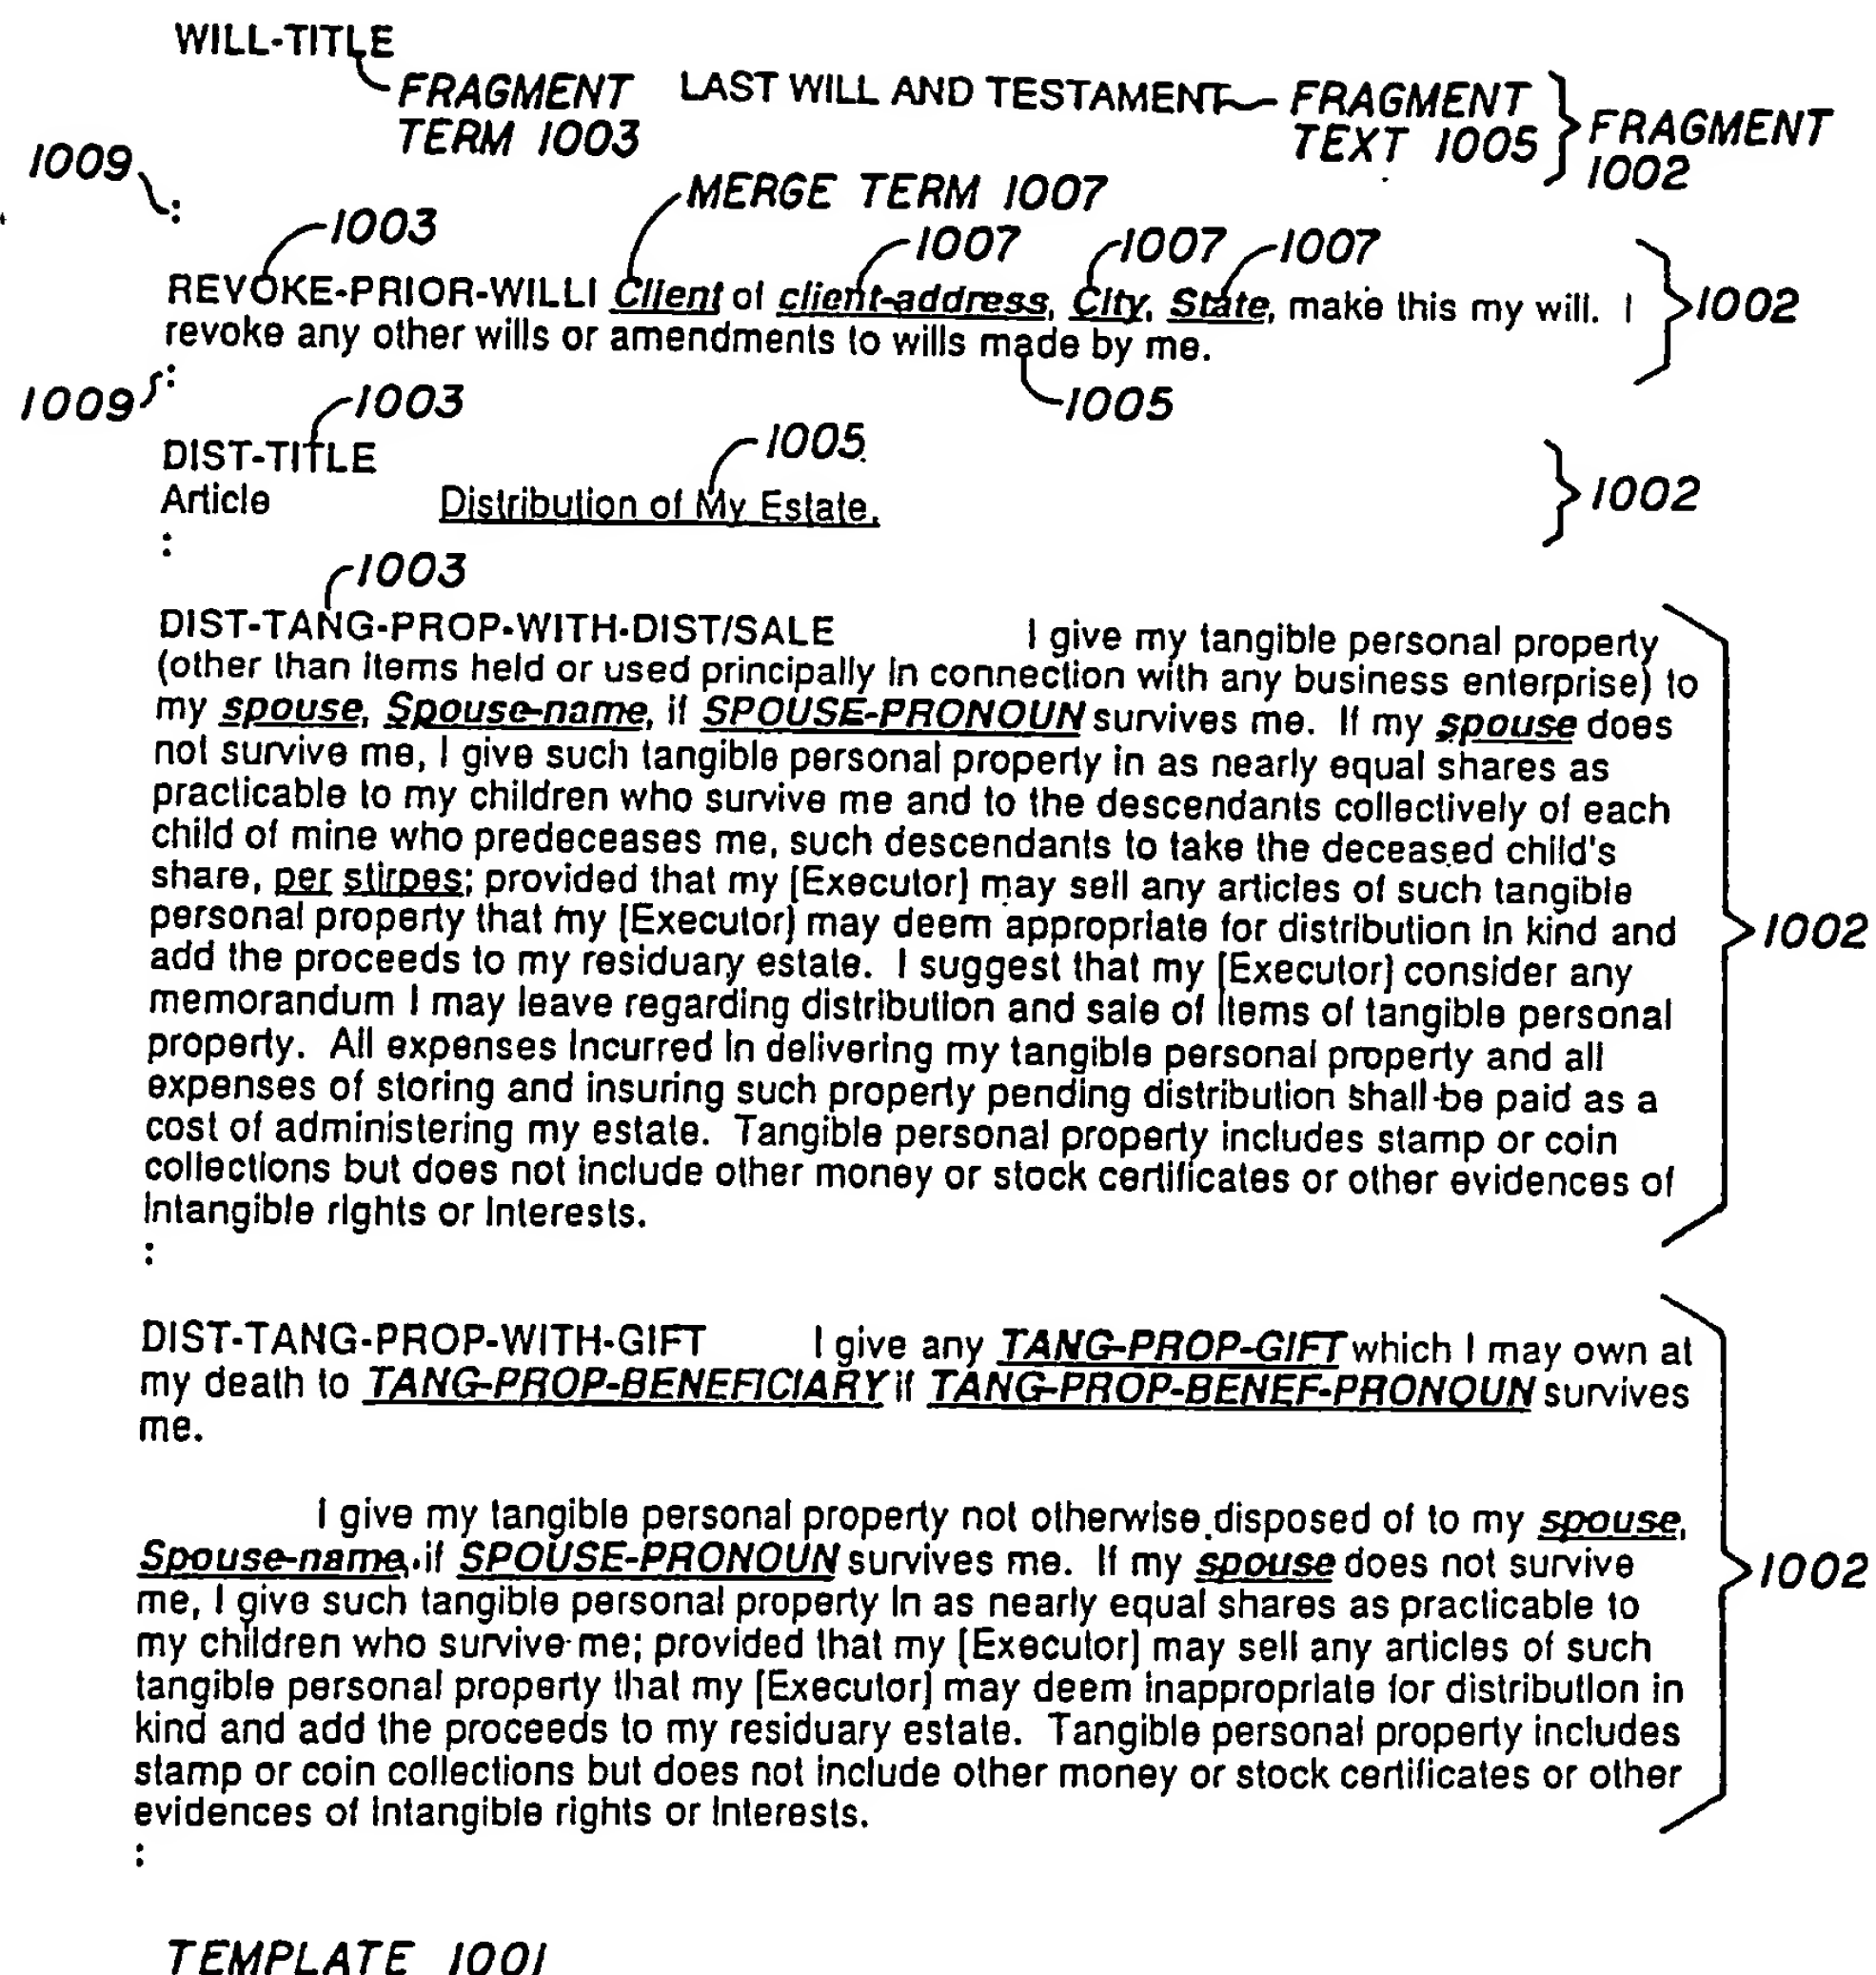 WILL-TITLE
FRAGMENT TERM 1003
LAST WILL AND TESTAMENT
FRAGMENT TEXT 1005
FRAGMENT 1002
1009
:
MERGE TERM 1007
1003
1007
1007
1007
REVOKE-PRIOR-WILLI Client of client-address, City, State, make this my will. I
revoke any other wills or amendments to wills made by me.
1002
:
1009
1003
1005
1005
DIST-TITLE
Article Distribution of My Estate.
1002
:
1003
DIST-TANG-PROP-WITH-DIST/SALE I give my tangible personal property
(other than items held or used principally in connection with any business enterprise) to
my spouse, Spouse-name, if SPOUSE-PRONOUN survives me. If my spouse does
not survive me, I give such tangible personal property in as nearly equal shares as
practicable to my children who survive me and to the descendants collectively of each
child of mine who predeceases me, such descendants to take the deceased child's
share, per stirpes; provided that my [Executor] may sell any articles of such tangible
personal property that my [Executor] may deem appropriate for distribution in kind and
add the proceeds to my residuary estate. I suggest that my [Executor] consider any
memorandum I may leave regarding distribution and sale of items of tangible personal
property. All expenses incurred in delivering my tangible personal property and all
expenses of storing and insuring such property pending distribution shall be paid as a
cost of administering my estate. Tangible personal property includes stamp or coin
collections but does not include other money or stock certificates or other evidences of
intangible rights or interests.
1002
:
DIST-TANG-PROP-WITH-GIFT I give any TANG-PROP-GIFT which I may own at
my death to TANG-PROP-BENEFICIARY if TANG-PROP-BENEF-PRONOUN survives
me.
I give my tangible personal property not otherwise disposed of to my spouse,
Spouse-name, if SPOUSE-PRONOUN survives me. If my spouse does not survive
me, I give such tangible personal property in as nearly equal shares as practicable to
my children who survive me; provided that my [Executor] may sell any articles of such
tangible personal property that my [Executor] may deem inappropriate for distribution in
kind and add the proceeds to my residuary estate. Tangible personal property includes
stamp or coin collections but does not include other money or stock certificates or other
evidences of intangible rights or interests.
1002
:
TEMPLATE 1001